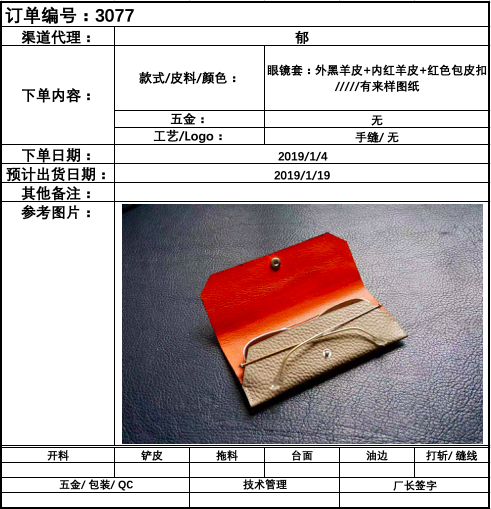 订单编号：3077
渠道代理：
郁
下单内容：
款式/皮料/颜色：
眼镜套：外黑羊皮+内红羊皮+红色包皮扣
/////有来样图纸
五金：
无
工艺/Logo：
手缝/ 无
下单日期：
2019/1/4
预计出货日期：
2019/1/19
其他备注：
参考图片：
开料 铲皮 拖料 台面 油边 打斩/ 缝线
五金/ 包装/ QC 技术管理 厂长签字